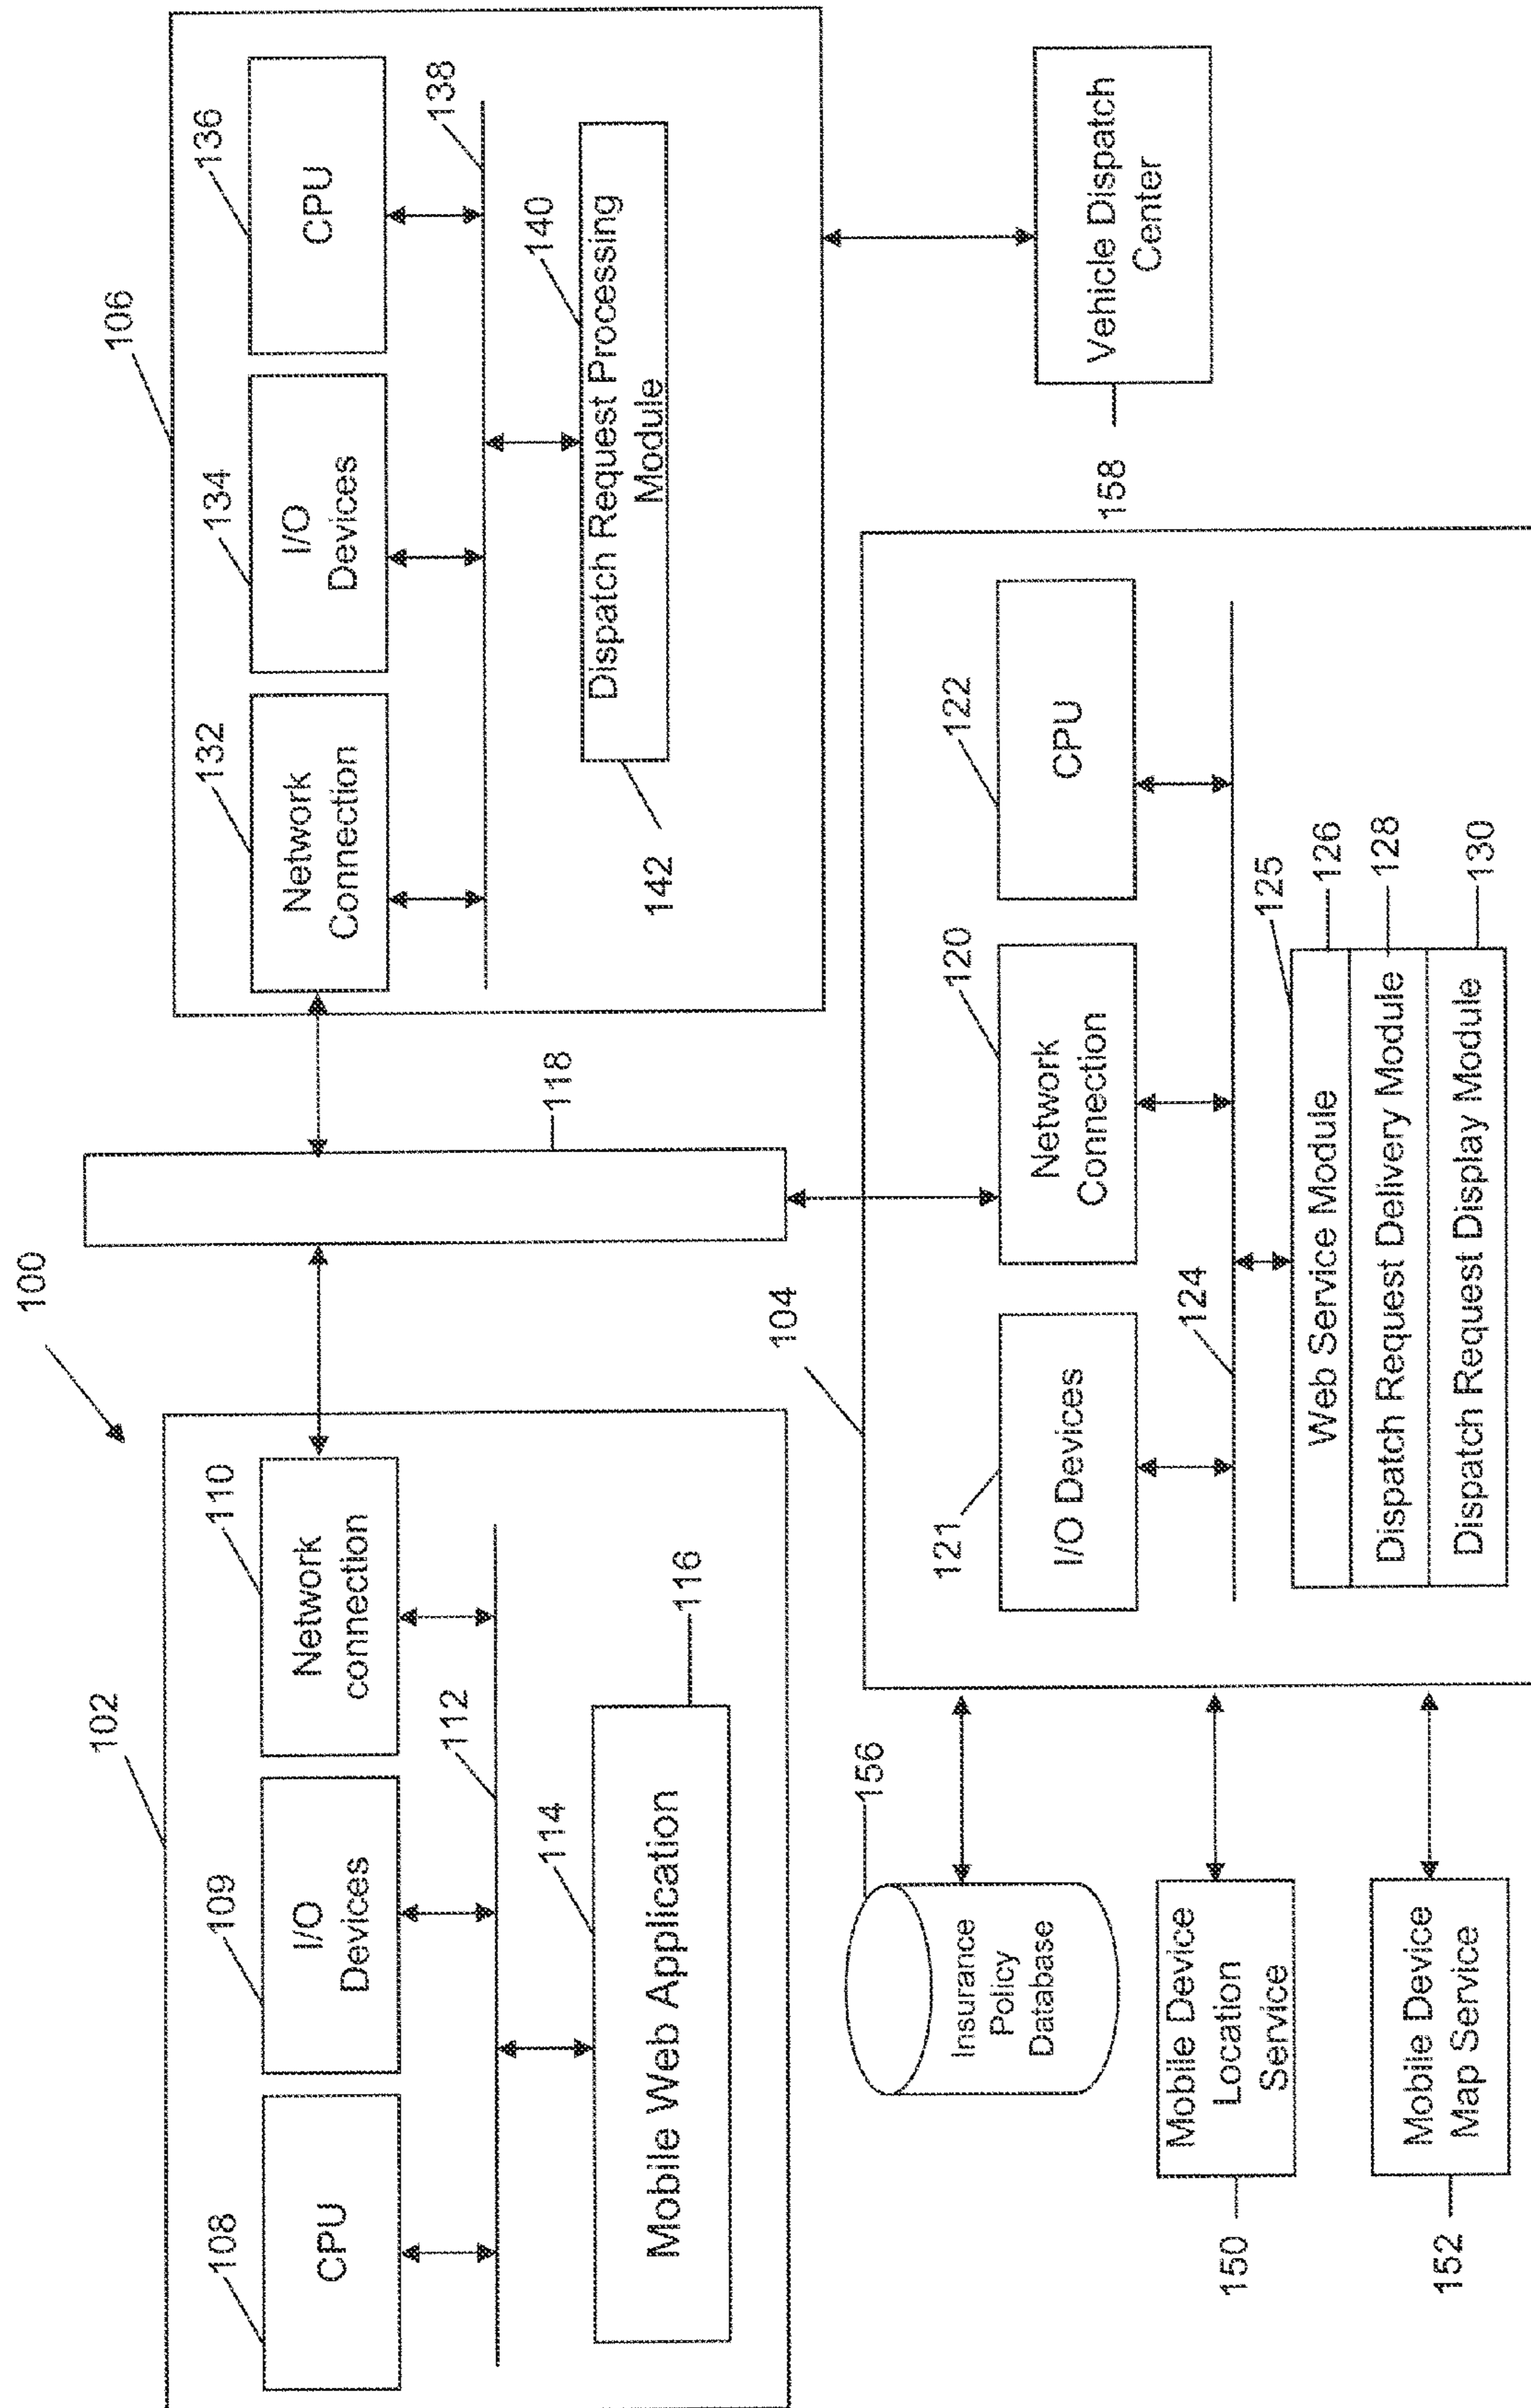 100
102
108
CPU
109
I/O
Devices
110
Network
connection
112
114
Mobile Web Application
116
118
106
132
Network
Connection
134
I/O
Devices
136
CPU
138
140
Dispatch Request Processing
Module
142
156
Insurance
Policy
Database
150
Mobile Device
Location
Service
152
Mobile Device
Map Service
104
121
I/O Devices
120
Network
Connection
122
CPU
124
125
Web Service Module
126
Dispatch Request Delivery Module
128
Dispatch Request Display Module
130
158
Vehicle Dispatch
Center